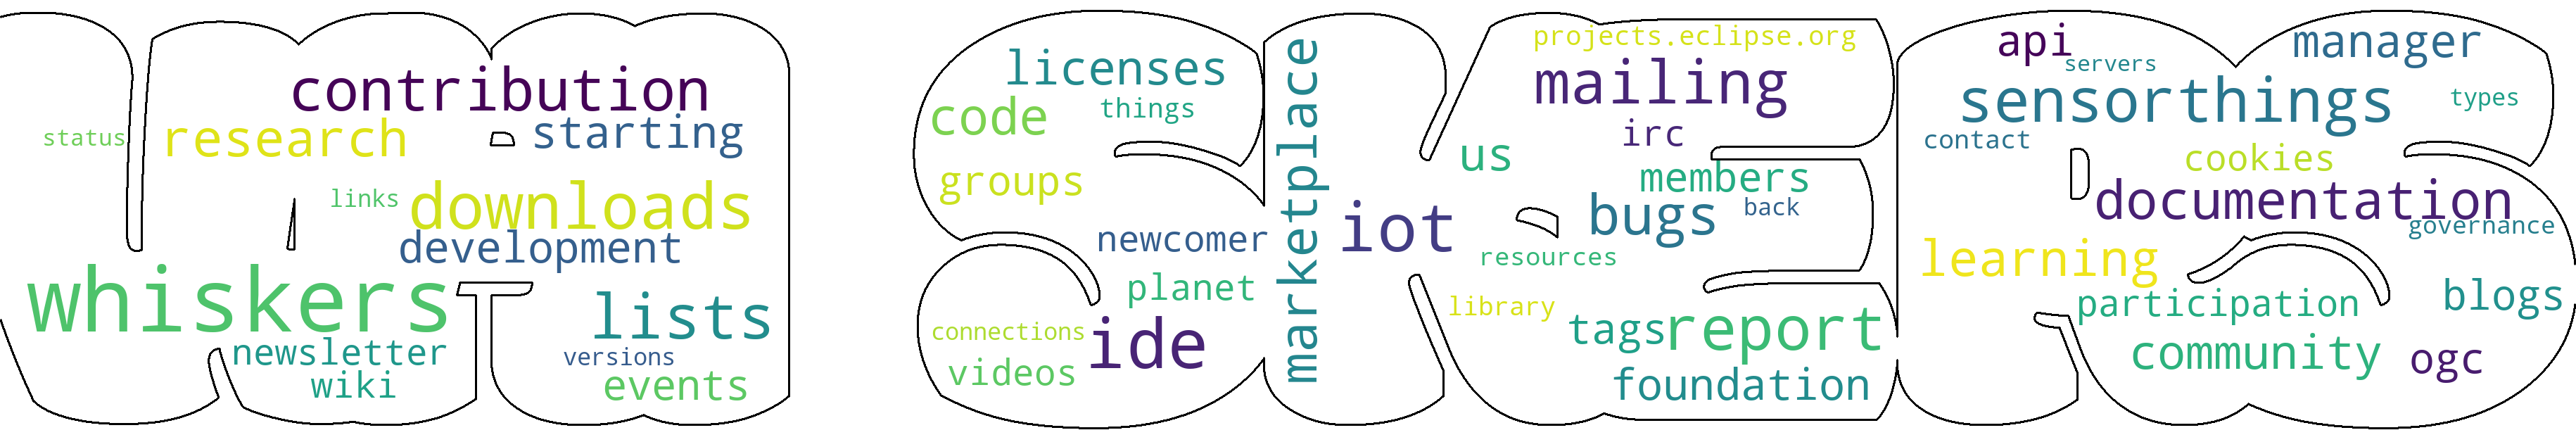 contribution
status
research
starting
links
downloads
development
whiskers
lists
newsletter
versions
wiki
events
licenses
code
things
groups
newcomer
planet
connections
ide
videos
marketplace
iot
projects.eclipse.org
mailing
irc
us
members
bugs
back
resources
library
tags
report
foundation
api
manager
servers
sensorthings
types
contact
cookies
documentation
governance
learning
participation
blogs
community
ogc